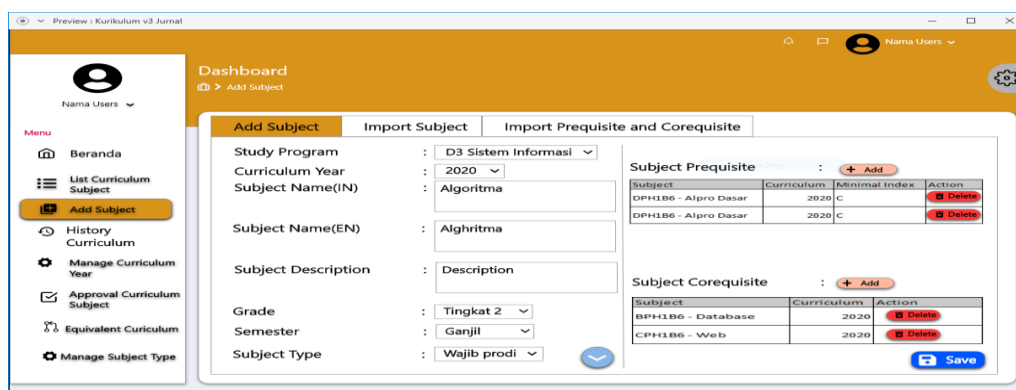 Preview : Kurikulum v3 Jurnal
Nama Users
Dashboard
> Add Subject
Nama Users
Menu
Beranda
List Curriculum
Subject
Add Subject
History
Curriculum
Manage Curriculum
Year
Approval Curriculum
Subject
Equivalent Curiculum
Manage Subject Type
Add Subject Import Subject Import Prequisite and Corequisite
Study Program : D3 Sistem Informasi
Curriculum Year : 2020
Subject Name(IN) : Algoritma
Subject Name(EN) : Alghritma
Subject Description : Description
Grade : Tingkat 2
Semester : Ganjil
Subject Type : Wajib prodi
Subject Prequisite : + Add
Subject Curriculum Minimal Index Action
DPH1B6 - Alpro Dasar 2020 C Delete
DPH1B6 - Alpro Dasar 2020 C Delete
Subject Corequisite : + Add
Subject Curriculum Action
BPH1B6 - Database 2020 Delete
CPH1B6 - Web 2020 Delete
Save